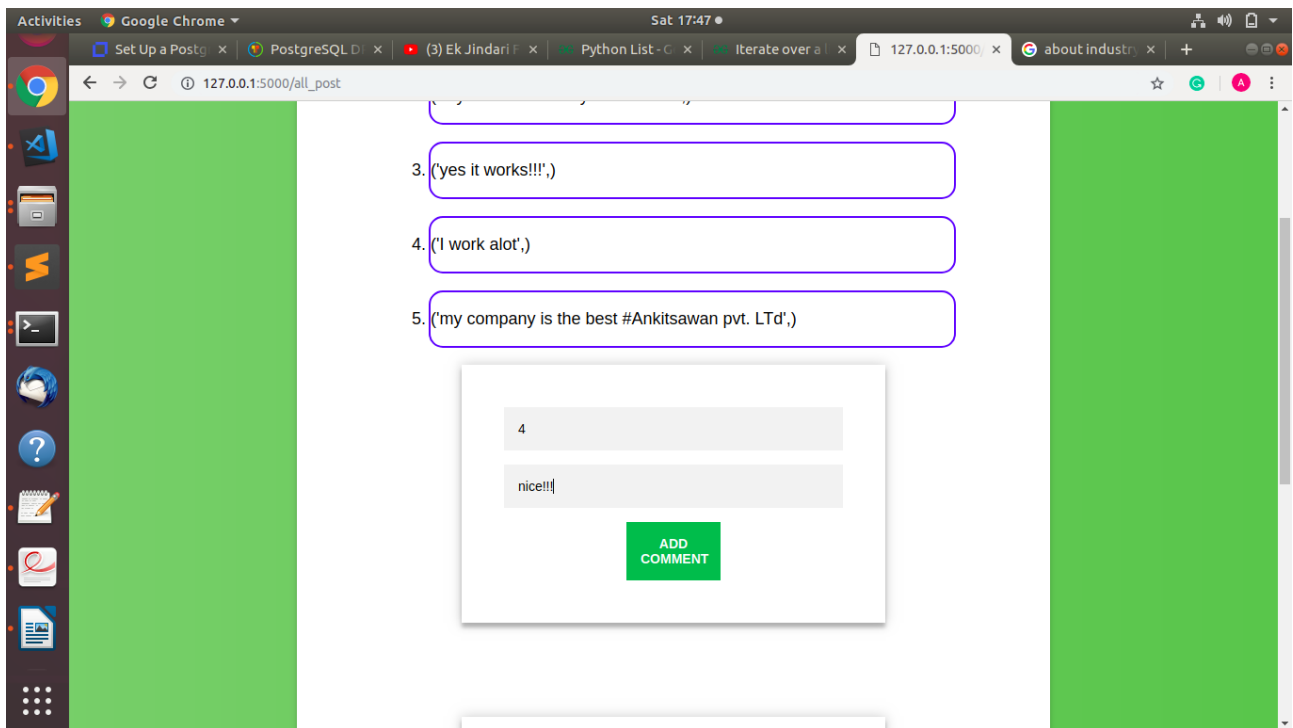 Activities Google Chrome Sat 17:47
Set Up a Postg PostgreSQL D (3) Ek Jindari Python List - G Iterate over a 127.0.0.1:5000/ about industry
127.0.0.1:5000/all_post
3. ('yes it works!!!',)
4. ('I work alot',)
5. ('my company is the best #Ankitsawan pvt. LTd',)
4
nice!!!
ADD
COMMENT